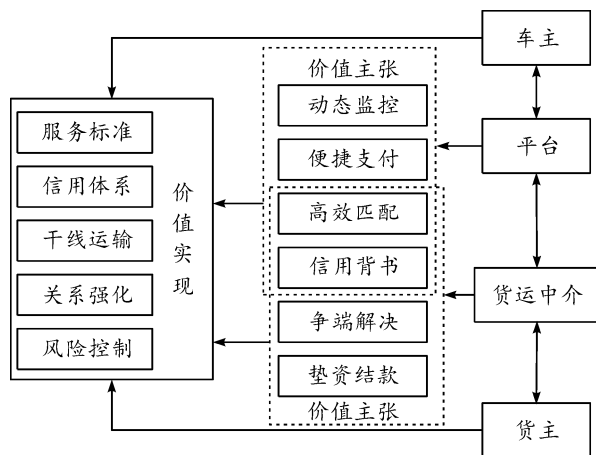 车主
价值主张
动态监控
便捷支付
高效匹配
信用背书
争端解决
垫资结款
价值主张
服务标准
信用体系
干线运输
关系强化
风险控制
价值实现
平台
货运中介
货主